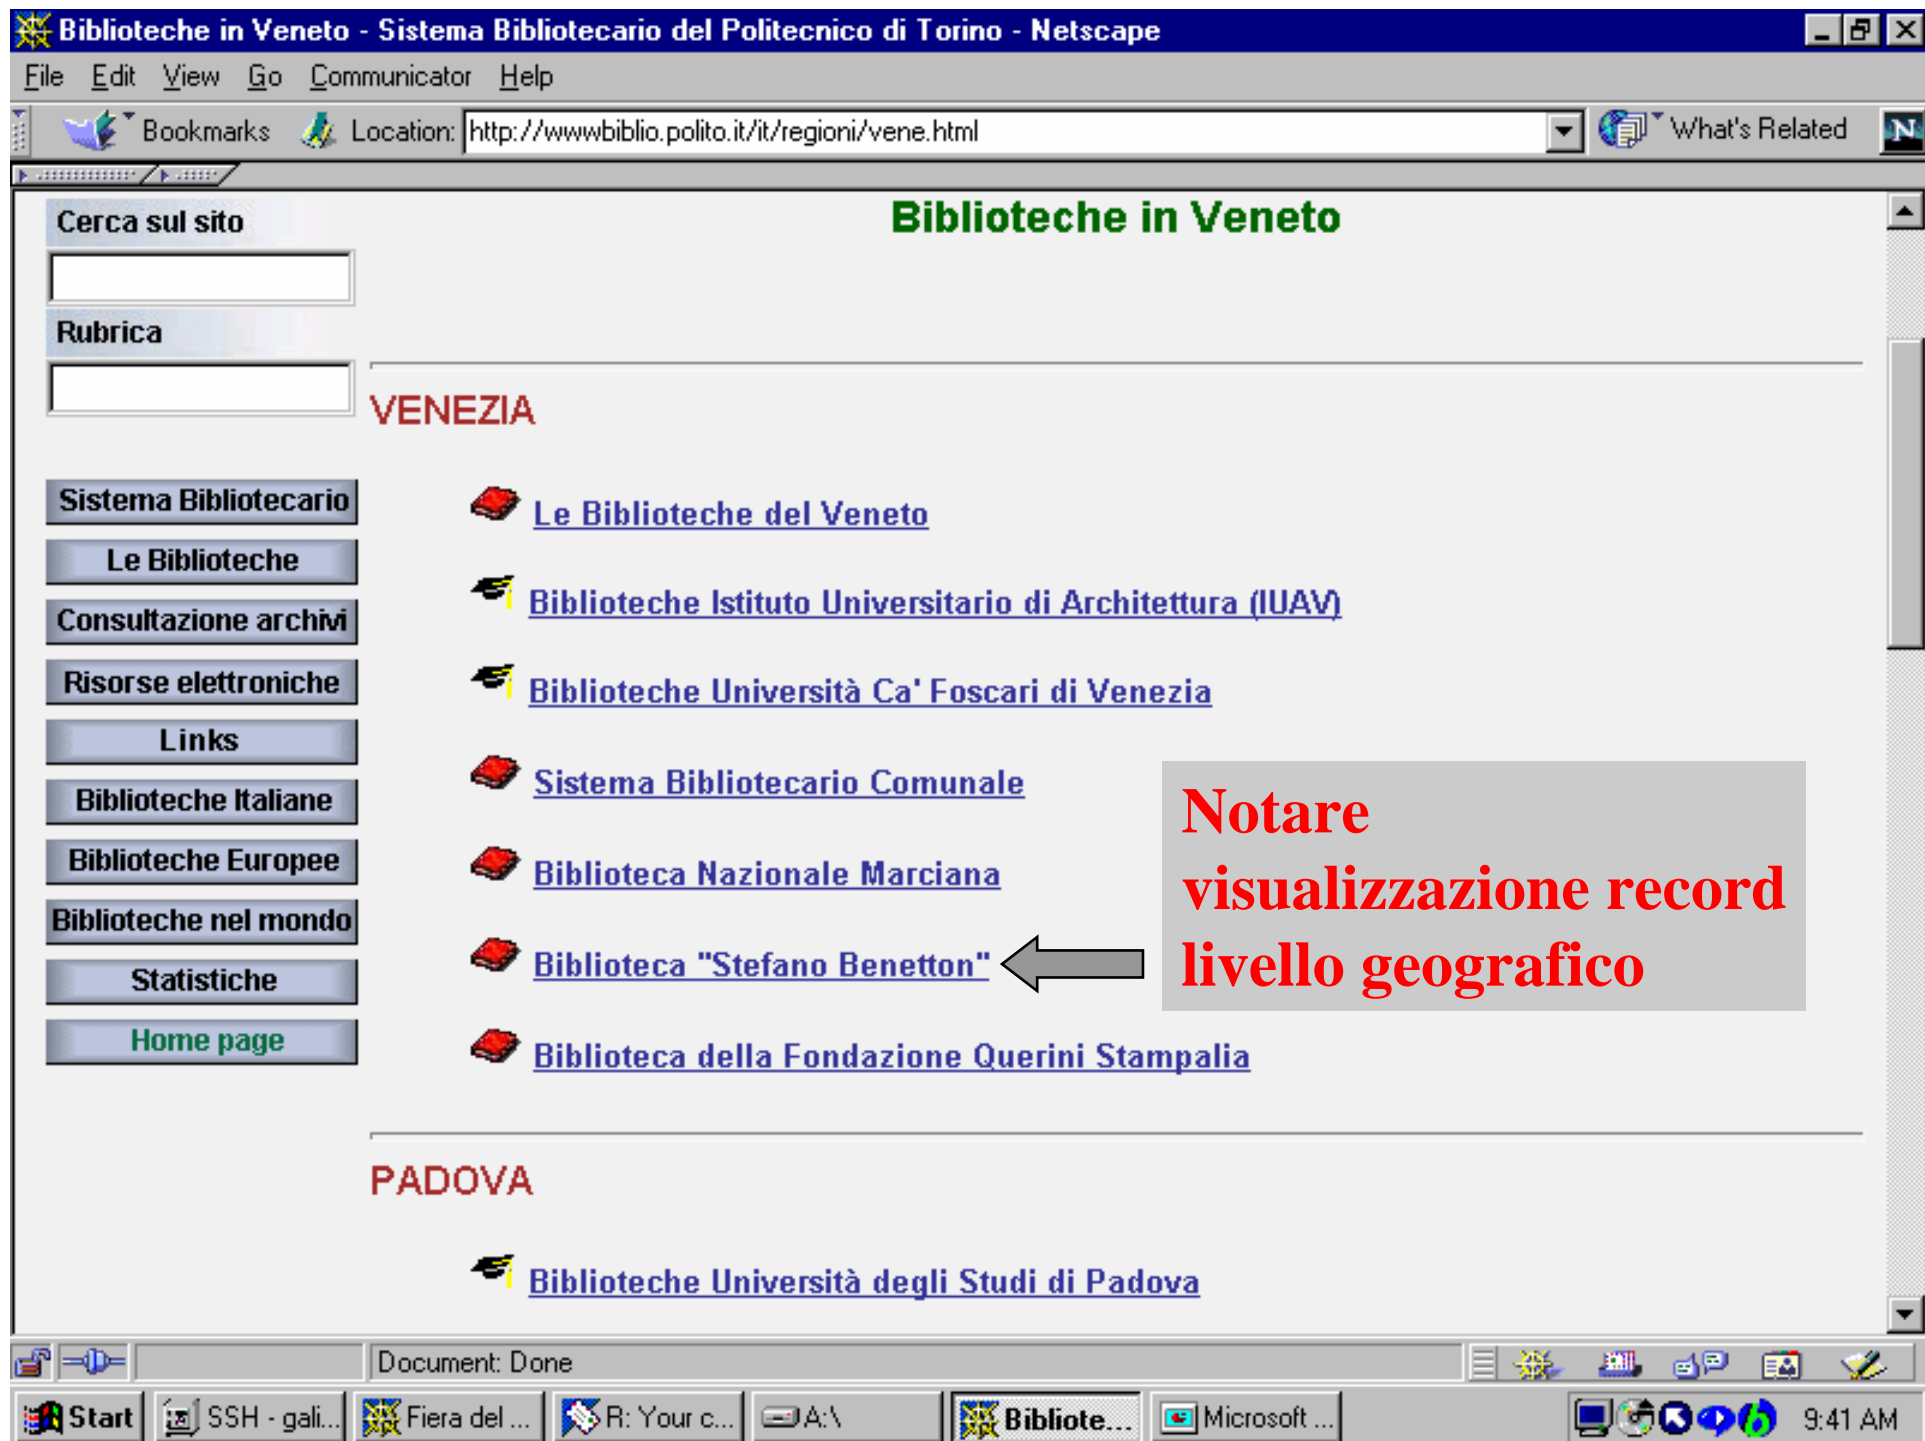 Biblioteche in Veneto - Sistema Bibliotecario del Politecnico di Torino - Netscape
File Edit View Go Communicator Help
Bookmarks Location: http://wwwbiblio.polito.it/it/regioni/vene.html What's Related N
Cerca sul sito
Rubrica
Sistema Bibliotecario
Le Biblioteche
Consultazione archivi
Risorse elettroniche
Links
Biblioteche Italiane
Biblioteche Europee
Biblioteche nel mondo
Statistiche
Home page
Biblioteche in Veneto
VENEZIA
Le Biblioteche del Veneto
Biblioteche Istituto Universitario di Architettura (IUAV)
Biblioteche Università Ca' Foscari di Venezia
Sistema Bibliotecario Comunale
Biblioteca Nazionale Marciana
Biblioteca "Stefano Benetton"
Biblioteca della Fondazione Querini Stampalia
Notare
visualizzazione record
livello geografico
PADOVA
Biblioteche Università degli Studi di Padova
Document: Done
Start SSH - gali... Fiera del ... R: Your c... A:\ Bibliote... Microsoft ... 9:41 AM